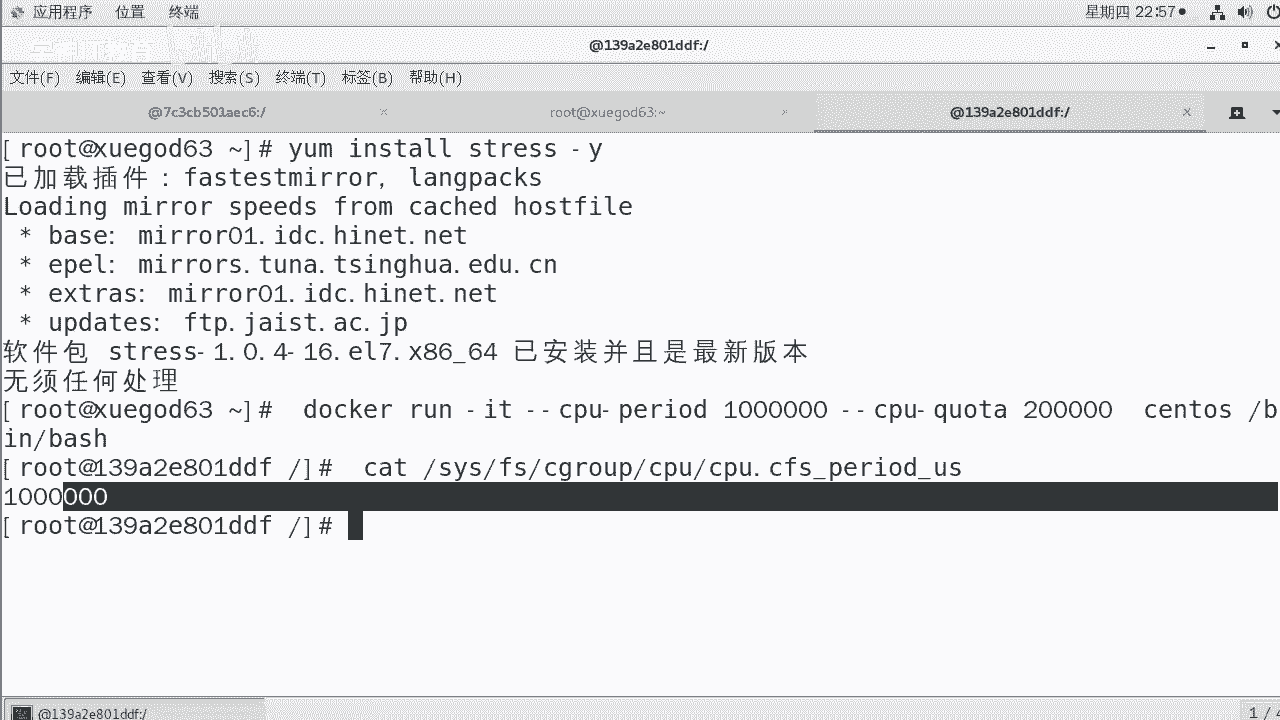 应用程序 位置 终端 星期四 22:57
@139a2e801ddf:/
文件(F) 编辑(E) 查看(V) 搜索(S) 终端(T) 标签(B) 帮助(H)
@7c3cb501aec6:/ × root@xuegod63:~ × @139a2e801ddf:/ ×
[root@xuegod63 ~]# yum install stress -y
已加载插件：fastestmirror, langpacks
Loading mirror speeds from cached hostfile
* base: mirror01.idc.hinet.net
* epel: mirrors.tuna.tsinghua.edu.cn
* extras: mirror01.idc.hinet.net
* updates: ftp.jaist.ac.jp
软件包 stress-1.0.4-16.el7.x86_64 已安装并且是最新版本
无须任何处理
[root@xuegod63 ~]# docker run -it --cpu-period 1000000 --cpu-quota 200000 centos /b
in/bash
[root@139a2e801ddf /]# cat /sys/fs/cgroup/cpu/cpu.cfs_period_us
1000000
[root@139a2e801ddf /]#
@139a2e801ddf:/ 1 / 4